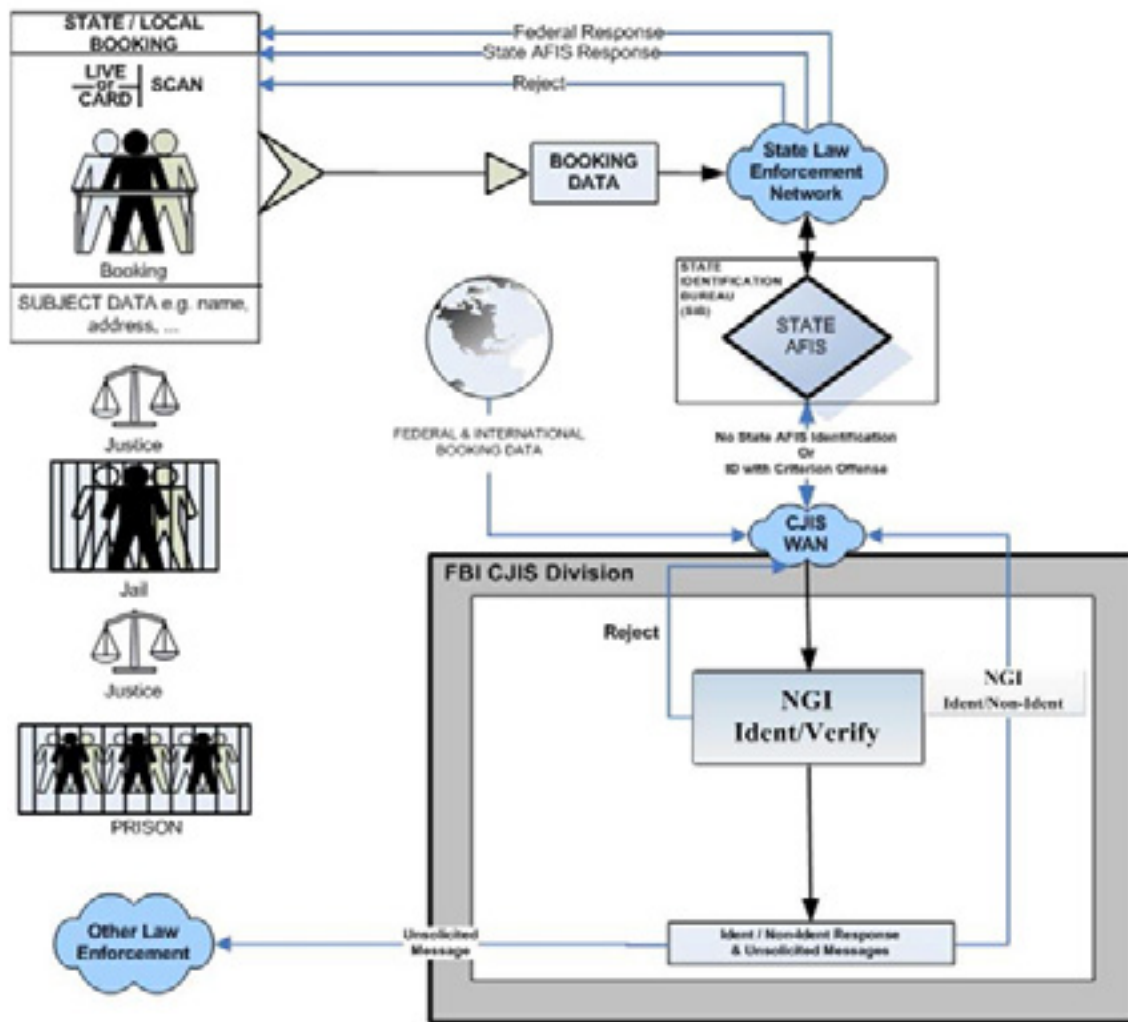 STATE / LOCAL
BOOKING
LIVE
or
CARD
SCAN
Booking
SUBJECT DATA e.g. name,
address, ...
Federal Response
State AFIS Response
Reject
BOOKING
DATA
State Law
Enforcement
Network
STATE
IDENTIFICATION
BUREAU
(SIB)
STATE
AFIS
FEDERAL & INTERNATIONAL
BOOKING DATA
No State AFIS Identification
Or
ID with Criterion Offense
CJIS
WAN
Justice
Jail
Justice
PRISON
FBI CJIS Division
Reject
NGI
Ident/Verify
NGI
Ident/Non-Ident
Ident / Non-Ident Response
& Unsolicited Messages
Unsolicited
Message
Other Law
Enforcement